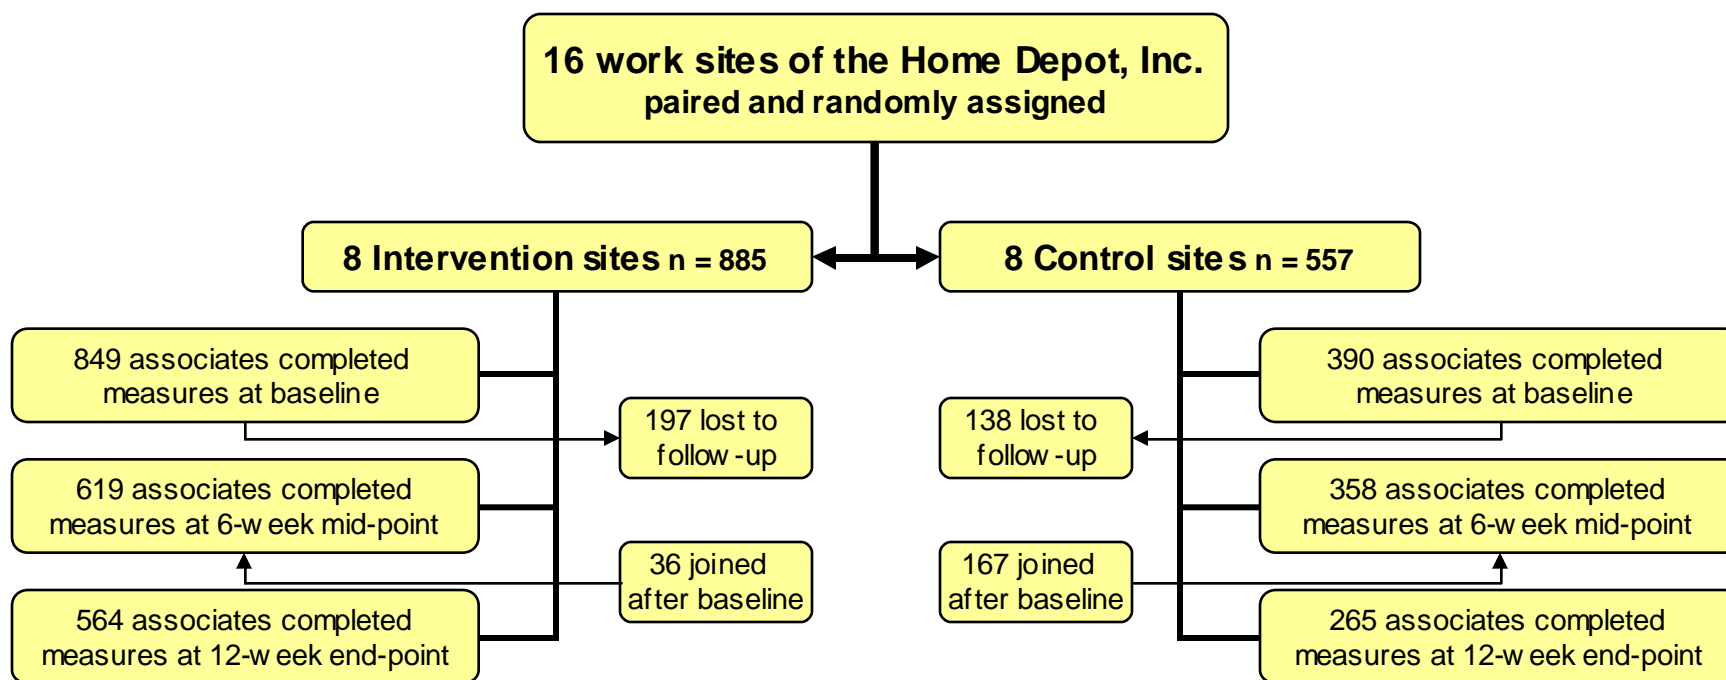 16 work sites of the Home Depot, Inc.
paired and randomly assigned
8 Intervention sites n = 885
8 Control sites n = 557
849 associates completed
measures at baseline
390 associates completed
measures at baseline
197 lost to
follow-up
138 lost to
follow-up
619 associates completed
measures at 6-week mid-point
358 associates completed
measures at 6-week mid-point
36 joined
after baseline
167 joined
after baseline
564 associates completed
measures at 12-week end-point
265 associates completed
measures at 12-week end-point